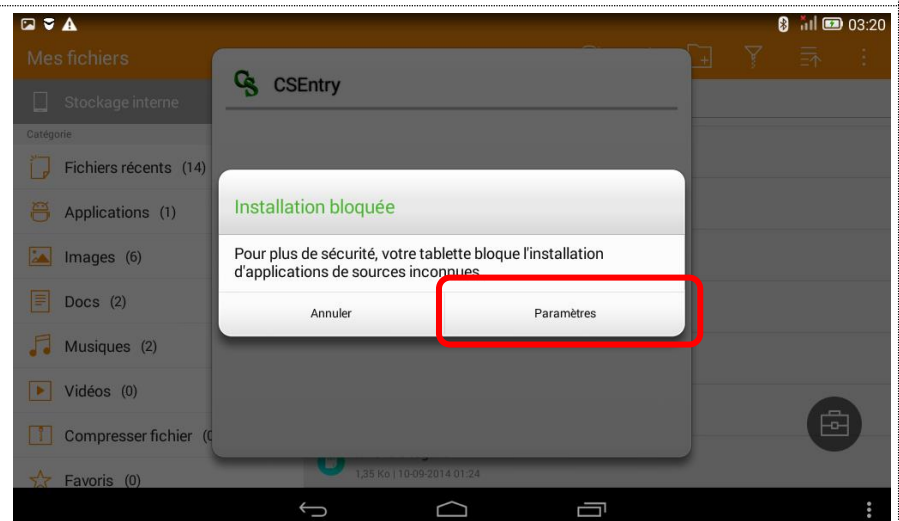 03:20
Mes fichiers
CSEntry
Stockage interne
Catégorie
Fichiers récents (14)
Applications (1)
Images (6)
Docs (2)
Musiques (2)
Vidéos (0)
Compresser fichier
Favoris (0)
Installation bloquée
Pour plus de sécurité, votre tablette bloque l'installation
d'applications de sources inconnues.
Annuler
Paramètres
1,35 Ko | 10-09-2014 01:24